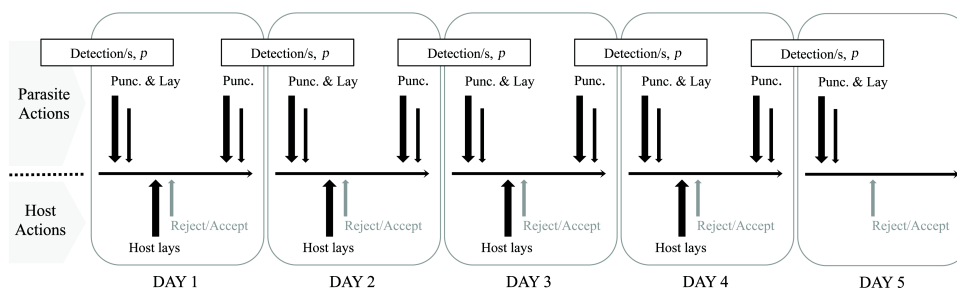 Detection/s, p
Detection/s, p
Detection/s, p
Detection/s, p
Detection/s, p
Parasite
Actions
Punc. & Lay
Punc.
Punc. & Lay
Punc.
Punc. & Lay
Punc.
Punc. & Lay
Punc.
Punc. & Lay
Host
Actions
Reject/Accept
Reject/Accept
Reject/Accept
Reject/Accept
Reject/Accept
Host lays
Host lays
Host lays
Host lays
DAY 1
DAY 2
DAY 3
DAY 4
DAY 5